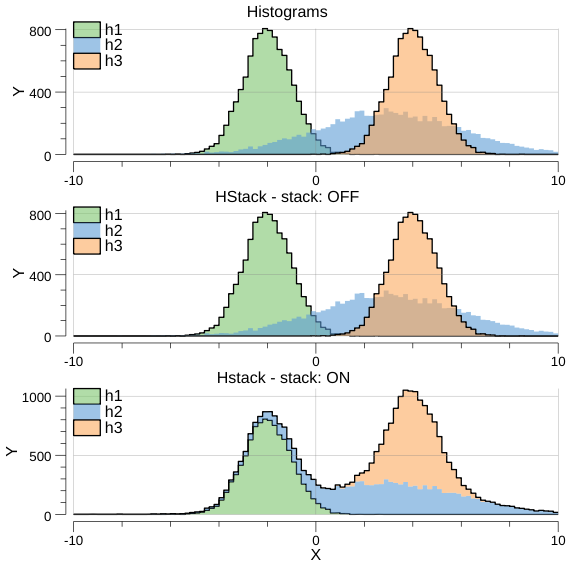 Histograms
h1
h2
h3
Y
800
400
0
-10
0
10
HStack - stack: OFF
h1
h2
h3
Y
800
400
0
-10
0
10
Hstack - stack: ON
h1
h2
h3
Y
1000
500
0
-10
0
10
X